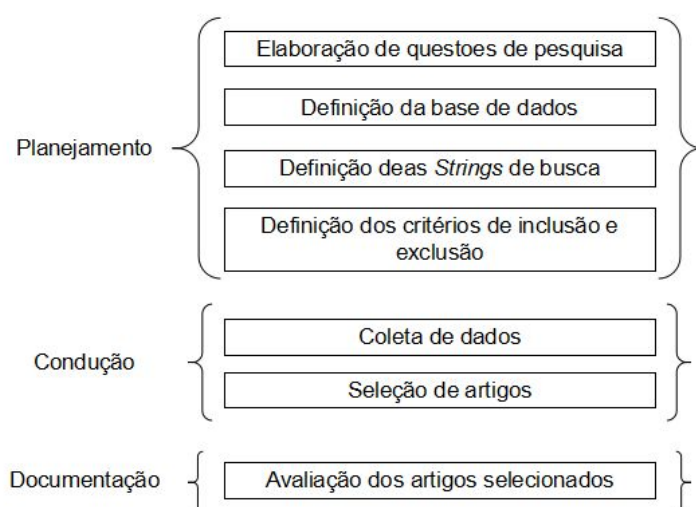 Planejamento
Elaboração de questoes de pesquisa
Definição da base de dados
Definição deas Strings de busca
Definição dos critérios de inclusão e
exclusão
Condução
Coleta de dados
Seleção de artigos
Documentação
Avaliação dos artigos selecionados